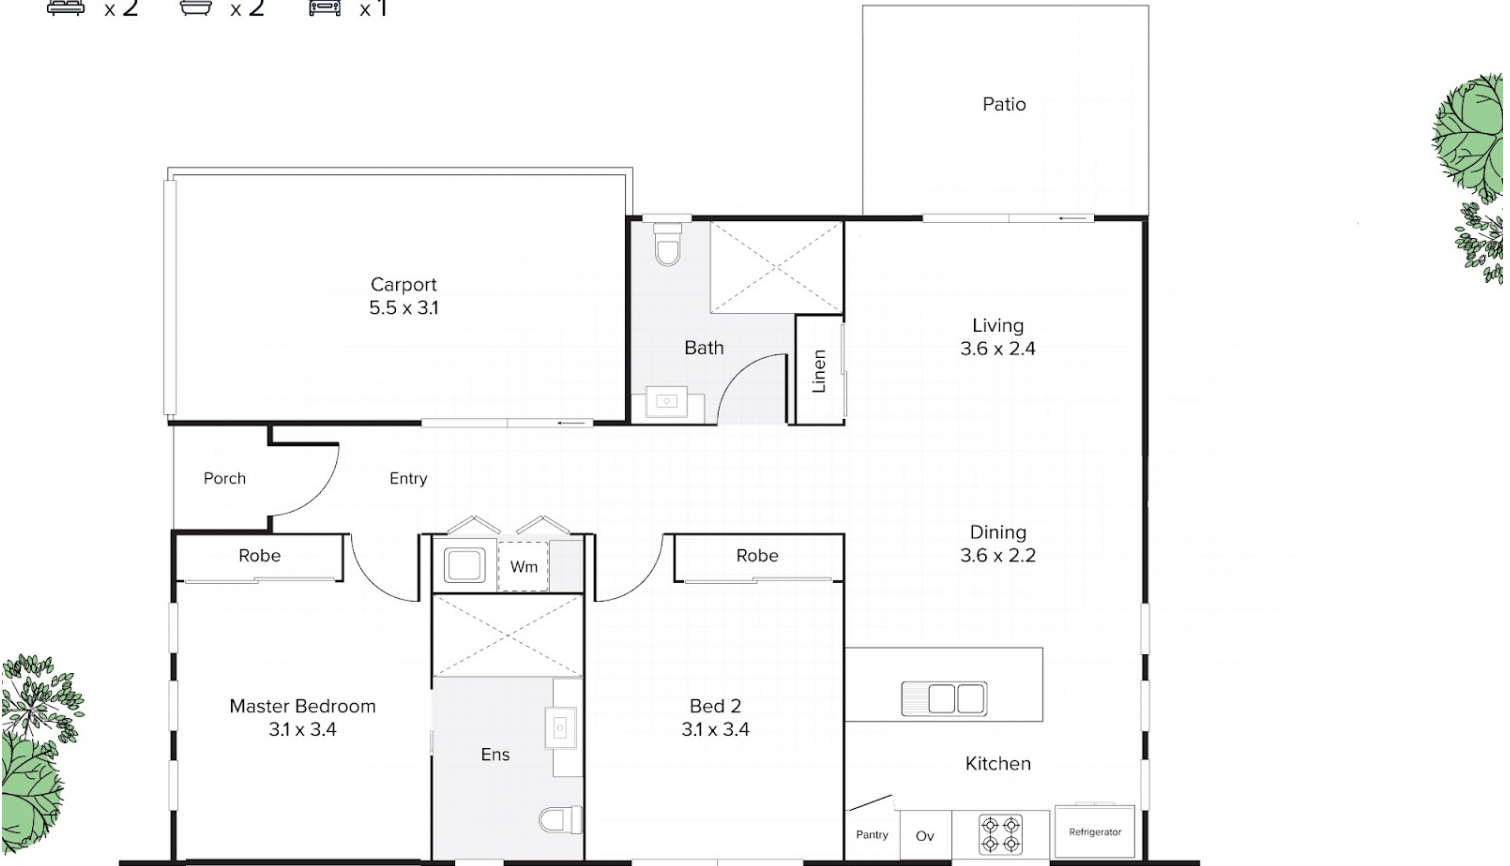 x 2 x 2 x 1
Patio
Carport
5.5 x 3.1
Living
3.6 x 2.4
Bath
Linen
Porch
Entry
Dining
3.6 x 2.2
Robe
Wm
Robe
Master Bedroom
3.1 x 3.4
Bed 2
3.1 x 3.4
Ens
Kitchen
Pantry
Ov
Refrigerator